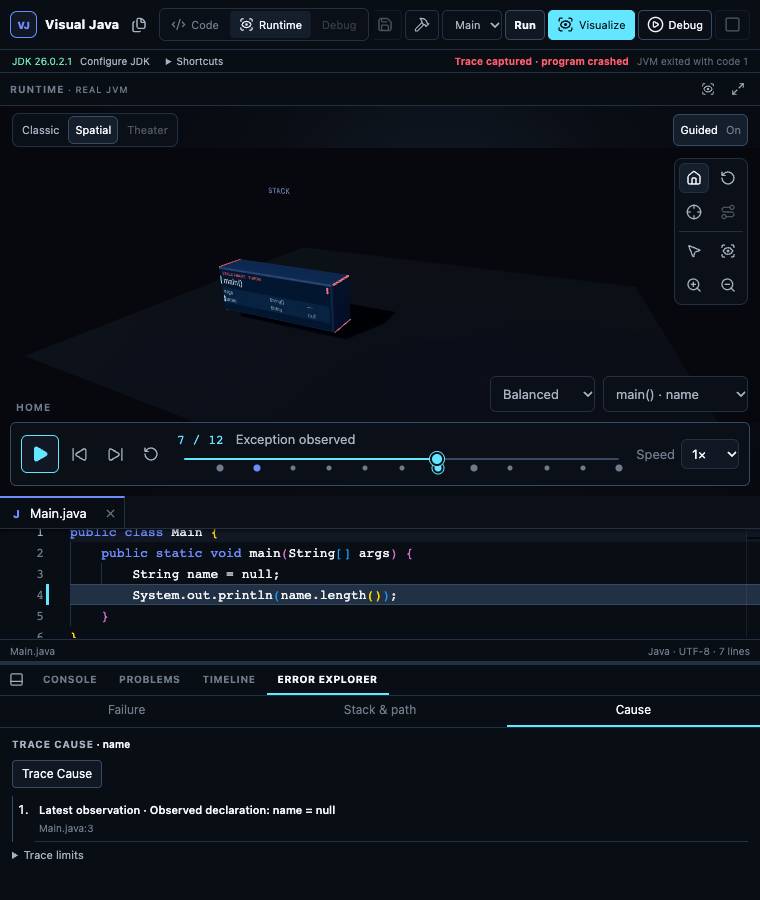 VJ Visual Java </> Code Runtime Debug Main Run Visualize Debug
JDK 26.0.2.1 Configure JDK Shortcuts Trace captured · program crashed JVM exited with code 1
RUNTIME · REAL JVM
Classic Spatial Theater Guided On
STACK
main()
args String[] —
name String null
Balanced main() · name
HOME
7 / 12 Exception observed
Speed 1×
J Main.java
1 public class Main {
2 public static void main(String[] args) {
3 String name = null;
4 System.out.println(name.length());
5 }
6 }
Main.java Java · UTF-8 · 7 lines
CONSOLE PROBLEMS TIMELINE ERROR EXPLORER
Failure Stack & path Cause
TRACE CAUSE · name
Trace Cause
1. Latest observation · Observed declaration: name = null
Main.java:3
Trace limits